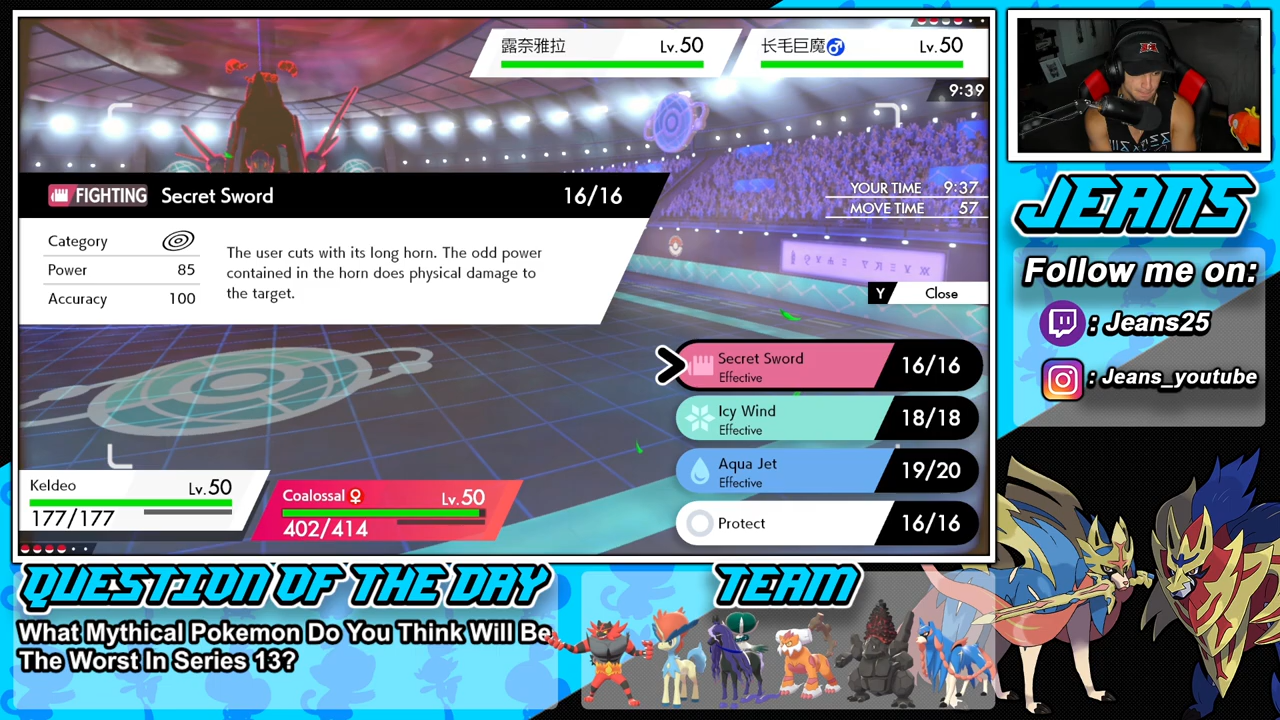 露奈雅拉 Lv.50
长毛巨魔♂ Lv.50
9:39
FIGHTING Secret Sword 16/16
YOUR TIME 9:37
MOVE TIME 57
Category
Power 85
Accuracy 100
The user cuts with its long horn. The odd power
contained in the horn does physical damage to
the target.
Y Close
Secret Sword
Effective
16/16
Icy Wind
Effective
18/18
Aqua Jet
Effective
19/20
Protect
16/16
Keldeo Lv.50
177/177
Coalossal♀ Lv.50
402/414
JEANS
Follow me on:
: Jeans25
: Jeans_youtube
QUESTION OF THE DAY
What Mythical Pokemon Do You Think Will Be
The Worst In Series 13?
TEAM